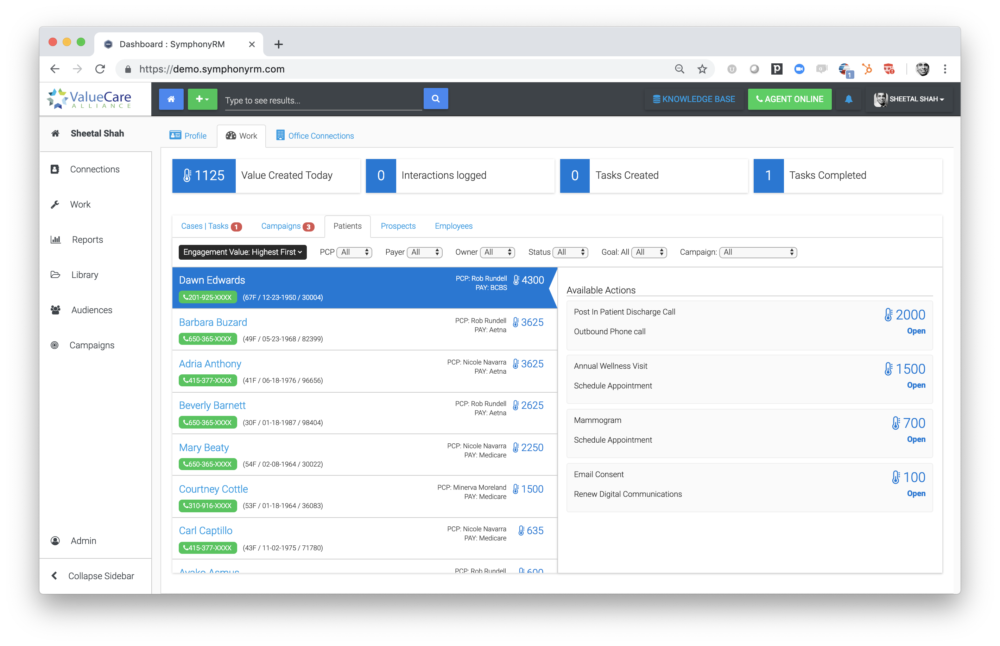 Dashboard : SymphonyRM
https://demo.symphonyrm.com
1
ValueCare
ALLIANCE
Type to see results...
KNOWLEDGE BASE
AGENT ONLINE
SHEETAL SHAH
Sheetal Shah
Connections
Work
Reports
Library
Audiences
Campaigns
Admin
Collapse Sidebar
Profile
Work
Office Connections
1125 Value Created Today
0 Interactions logged
0 Tasks Created
1 Tasks Completed
Cases | Tasks 1
Campaigns 3
Patients
Prospects
Employees
Engagement Value: Highest First
PCP All
Payer All
Owner All
Status All
Goal: All All
Campaign: All
Dawn Edwards
PCP: Rob Rundell
PAY: BCBS
4300
201-925-XXXX (67F / 12-23-1950 / 30004)
Barbara Buzard
PCP: Rob Rundell
PAY: Aetna
3625
650-365-XXXX (49F / 05-23-1968 / 82399)
Adria Anthony
PCP: Nicole Navarra
PAY: Aetna
3625
415-377-XXXX (41F / 06-18-1976 / 96656)
Beverly Barnett
PCP: Rob Rundell
PAY: Aetna
2625
650-365-XXXX (30F / 01-18-1987 / 98404)
Mary Beaty
PCP: Nicole Navarra
PAY: Medicare
2250
650-365-XXXX (54F / 02-08-1964 / 30022)
Courtney Cottle
PCP: Minerva Moreland
PAY: Medicare
1500
310-916-XXXX (53F / 01-18-1964 / 36083)
Carl Captillo
PCP: Nicole Navarra
PAY: Medicare
635
415-377-XXXX (43F / 11-02-1975 / 71780)
Ayako Asmus
PCP: Rob Rundell
600
Available Actions
Post In Patient Discharge Call
2000
Outbound Phone call
Open
Annual Wellness Visit
1500
Schedule Appointment
Open
Mammogram
700
Schedule Appointment
Open
Email Consent
100
Renew Digital Communications
Open